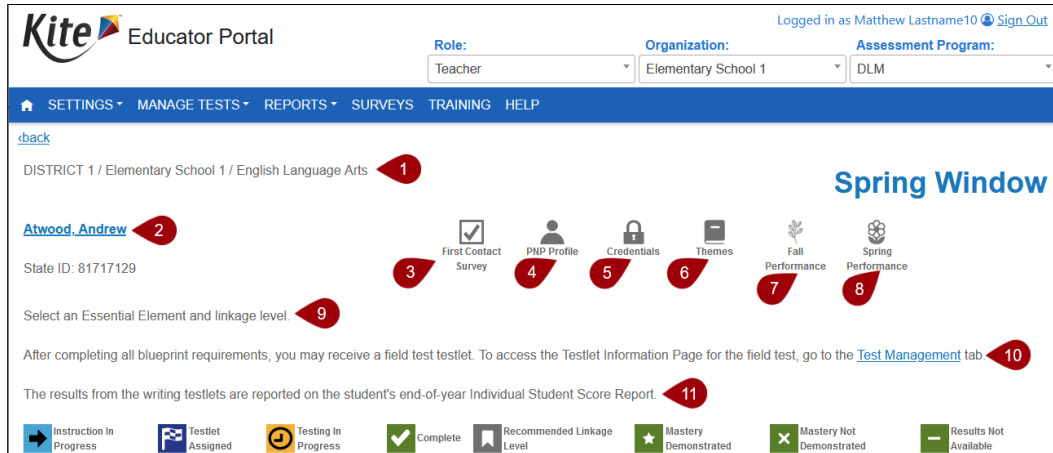 Logged in as Matthew Lastname10 Sign Out
Kite Educator Portal
Role: Organization: Assessment Program:
Teacher Elementary School 1 DLM
SETTINGS MANAGE TESTS REPORTS SURVEYS TRAINING HELP
‹back
DISTRICT 1 / Elementary School 1 / English Language Arts 1
Spring Window
Atwood, Andrew 2
First Contact Survey
PNP Profile
Credentials
Themes
Fall Performance
Spring Performance
3 4 5 6 7 8
State ID: 81717129
Select an Essential Element and linkage level. 9
After completing all blueprint requirements, you may receive a field test testlet. To access the Testlet Information Page for the field test, go to the Test Management tab. 10
The results from the writing testlets are reported on the student's end-of-year Individual Student Score Report. 11
Instruction In Progress
Testlet Assigned
Testing In Progress
Complete
Recommended Linkage Level
Mastery Demonstrated
Mastery Not Demonstrated
Results Not Available